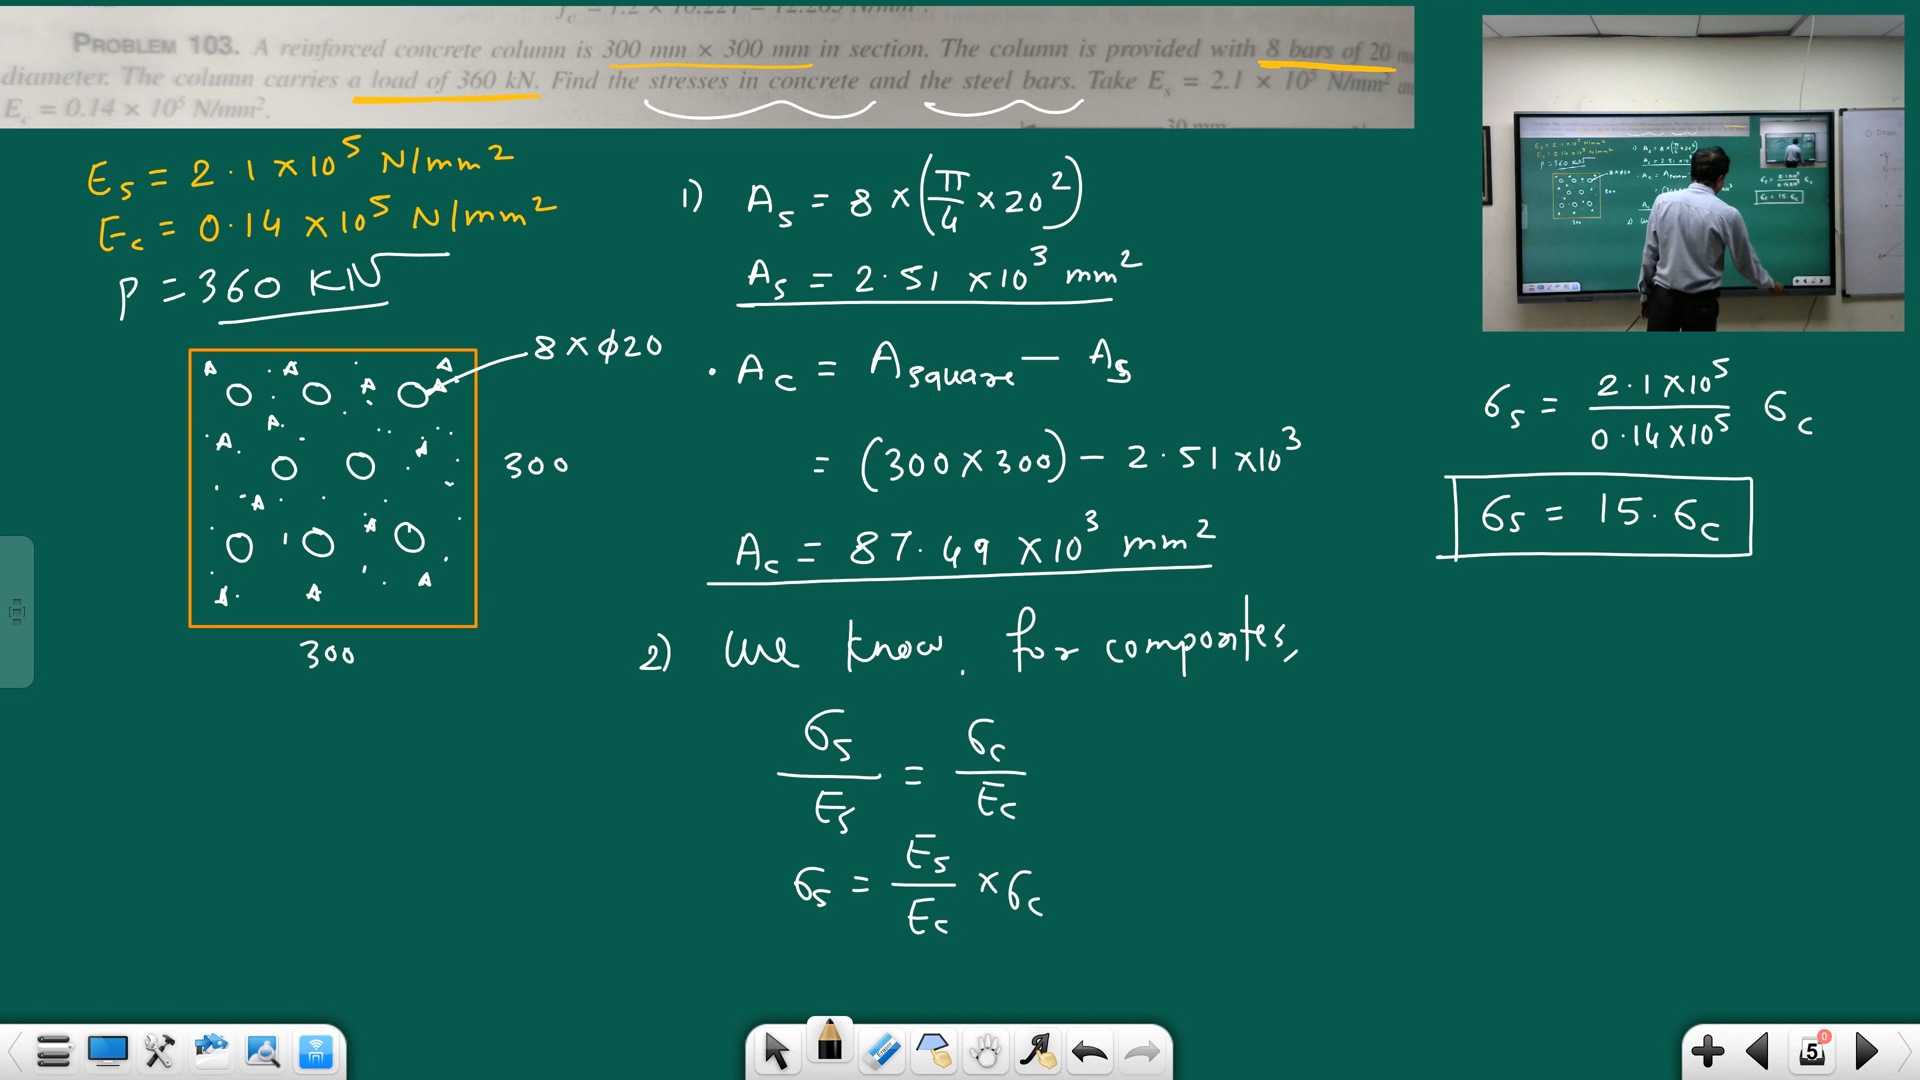 PROBLEM 103. A reinforced concrete column is 300 mm × 300 mm in section. The column is provided with 8 bars of 20
diameter. The column carries a load of 360 kN. Find the stresses in concrete and the steel bars. Take Es = 2.1 × 10⁵ N/mm²
Ec = 0.14 × 10⁵ N/mm².
30 mm
Es = 2.1 × 10⁵ N/mm²
Ec = 0.14 × 10⁵ N/mm²
P = 360 KN
8 × ϕ20
300
300
1) As = 8 × (π/4 × 20²)
As = 2.51 × 10³ mm²
. Ac = Asquare − As
= (300 × 300) − 2.51 × 10³
Ac = 87.49 × 10³ mm²
2) We know. for composites,
σs/Es = σc/Ec
σs = Es/Ec × σc
σs = 2.1 × 10⁵/0.14 × 10⁵ σc
σs = 15. σc
5
0